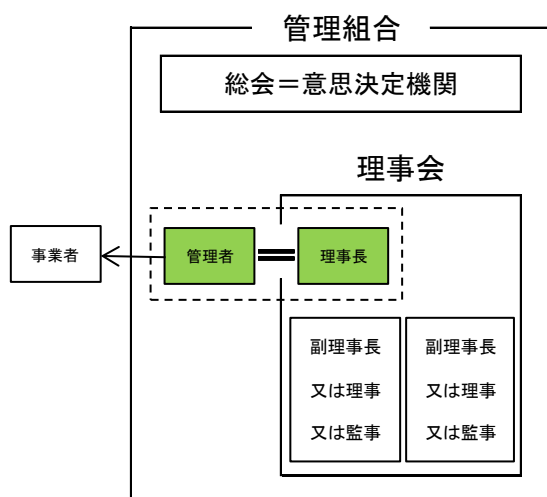 管理組合
総会＝意思決定機関
理事会
事業者
管理者
理事長
副理事長
又は理事
又は監事
副理事長
又は理事
又は監事